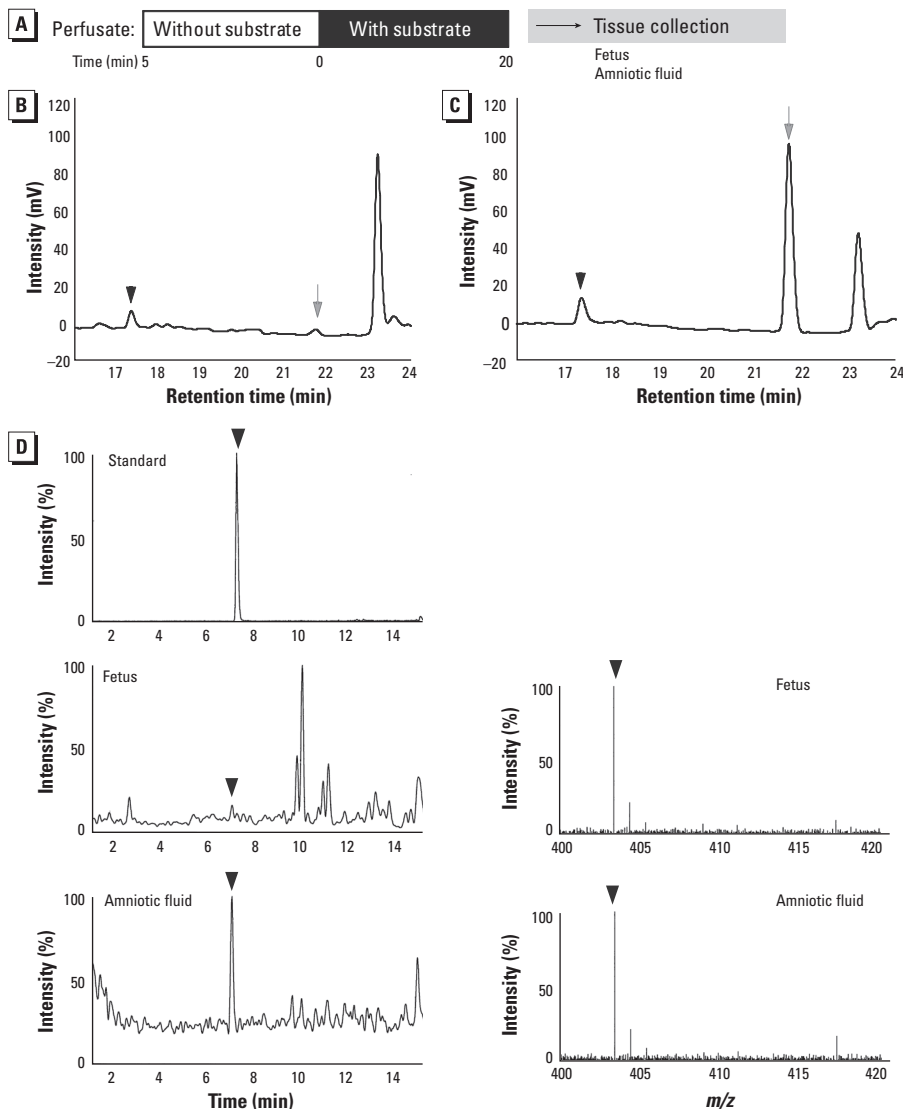 A Perfusate: Without substrate With substrate Tissue collection
Time (min) 5 0 20
Fetus
Amniotic fluid
B
120
100
80
60
40
20
0
–20
Intensity (mV)
17 18 19 20 21 22 23 24
Retention time (min)
C
120
100
80
60
40
20
0
–20
Intensity (mV)
17 18 19 20 21 22 23 24
Retention time (min)
D
Standard
100
50
0
Intensity (%)
2 4 6 8 10 12 14
Fetus
100
50
0
Intensity (%)
2 4 6 8 10 12 14
Fetus
100
50
0
Intensity (%)
400 405 410 415 420
Amniotic fluid
100
50
0
Intensity (%)
2 4 6 8 10 12 14
Time (min)
Amniotic fluid
100
50
0
Intensity (%)
400 405 410 415 420
m/z